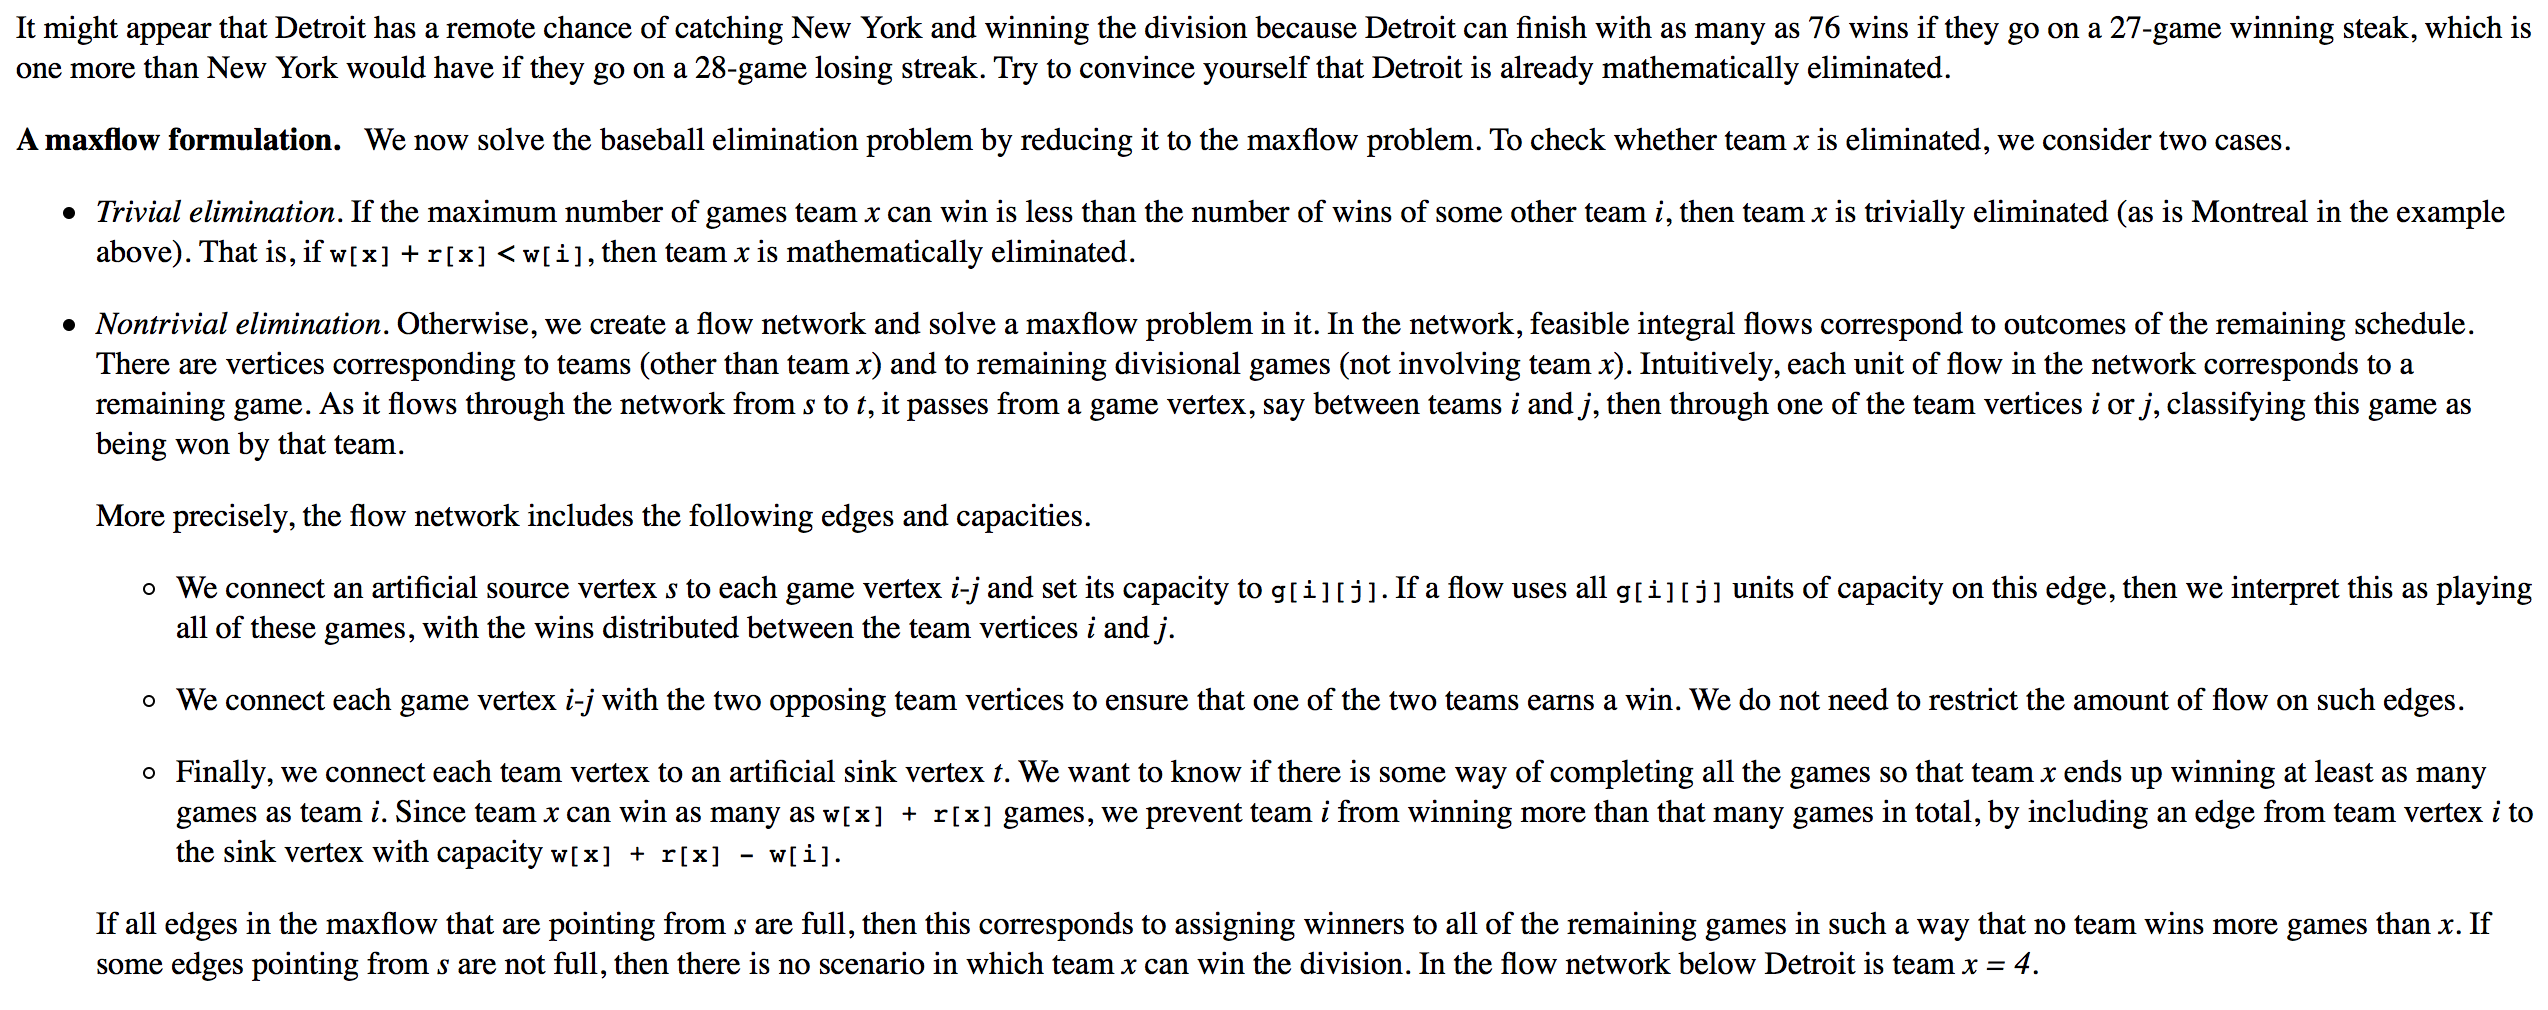 It might appear that Detroit has a remote chance of catching New York and winning the division because Detroit can finish with as many as 76 wins if they go on a 27-game winning steak, which is
one more than New York would have if they go on a 28-game losing streak. Try to convince yourself that Detroit is already mathematically eliminated.
A maxflow formulation. We now solve the baseball elimination problem by reducing it to the maxflow problem. To check whether team x is eliminated, we consider two cases.
• Trivial elimination. If the maximum number of games team x can win is less than the number of wins of some other team i, then team x is trivially eliminated (as is Montreal in the example
above). That is, if w[x] + r[x] < w[i], then team x is mathematically eliminated.
• Nontrivial elimination. Otherwise, we create a flow network and solve a maxflow problem in it. In the network, feasible integral flows correspond to outcomes of the remaining schedule.
There are vertices corresponding to teams (other than team x) and to remaining divisional games (not involving team x). Intuitively, each unit of flow in the network corresponds to a
remaining game. As it flows through the network from s to t, it passes from a game vertex, say between teams i and j, then through one of the team vertices i or j, classifying this game as
being won by that team.
More precisely, the flow network includes the following edges and capacities.
◦ We connect an artificial source vertex s to each game vertex i-j and set its capacity to g[i][j]. If a flow uses all g[i][j] units of capacity on this edge, then we interpret this as playing
all of these games, with the wins distributed between the team vertices i and j.
◦ We connect each game vertex i-j with the two opposing team vertices to ensure that one of the two teams earns a win. We do not need to restrict the amount of flow on such edges.
◦ Finally, we connect each team vertex to an artificial sink vertex t. We want to know if there is some way of completing all the games so that team x ends up winning at least as many
games as team i. Since team x can win as many as w[x] + r[x] games, we prevent team i from winning more than that many games in total, by including an edge from team vertex i to
the sink vertex with capacity w[x] + r[x] - w[i].
If all edges in the maxflow that are pointing from s are full, then this corresponds to assigning winners to all of the remaining games in such a way that no team wins more games than x. If
some edges pointing from s are not full, then there is no scenario in which team x can win the division. In the flow network below Detroit is team x = 4.